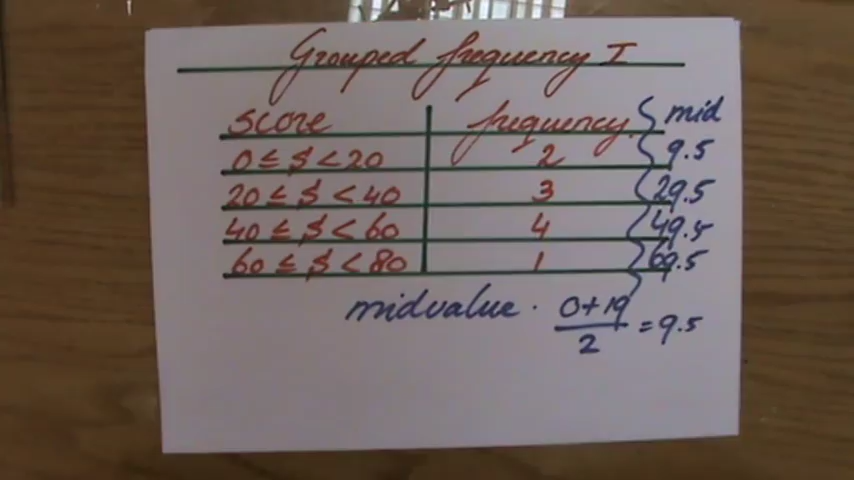 Grouped frequency I
score frequency mid
0 ≤ s < 20 2 9.5
20 ≤ s < 40 3 29.5
40 ≤ s < 60 4 49.5
60 ≤ s < 80 1 69.5
midvalue. 0+19/2 = 9.5